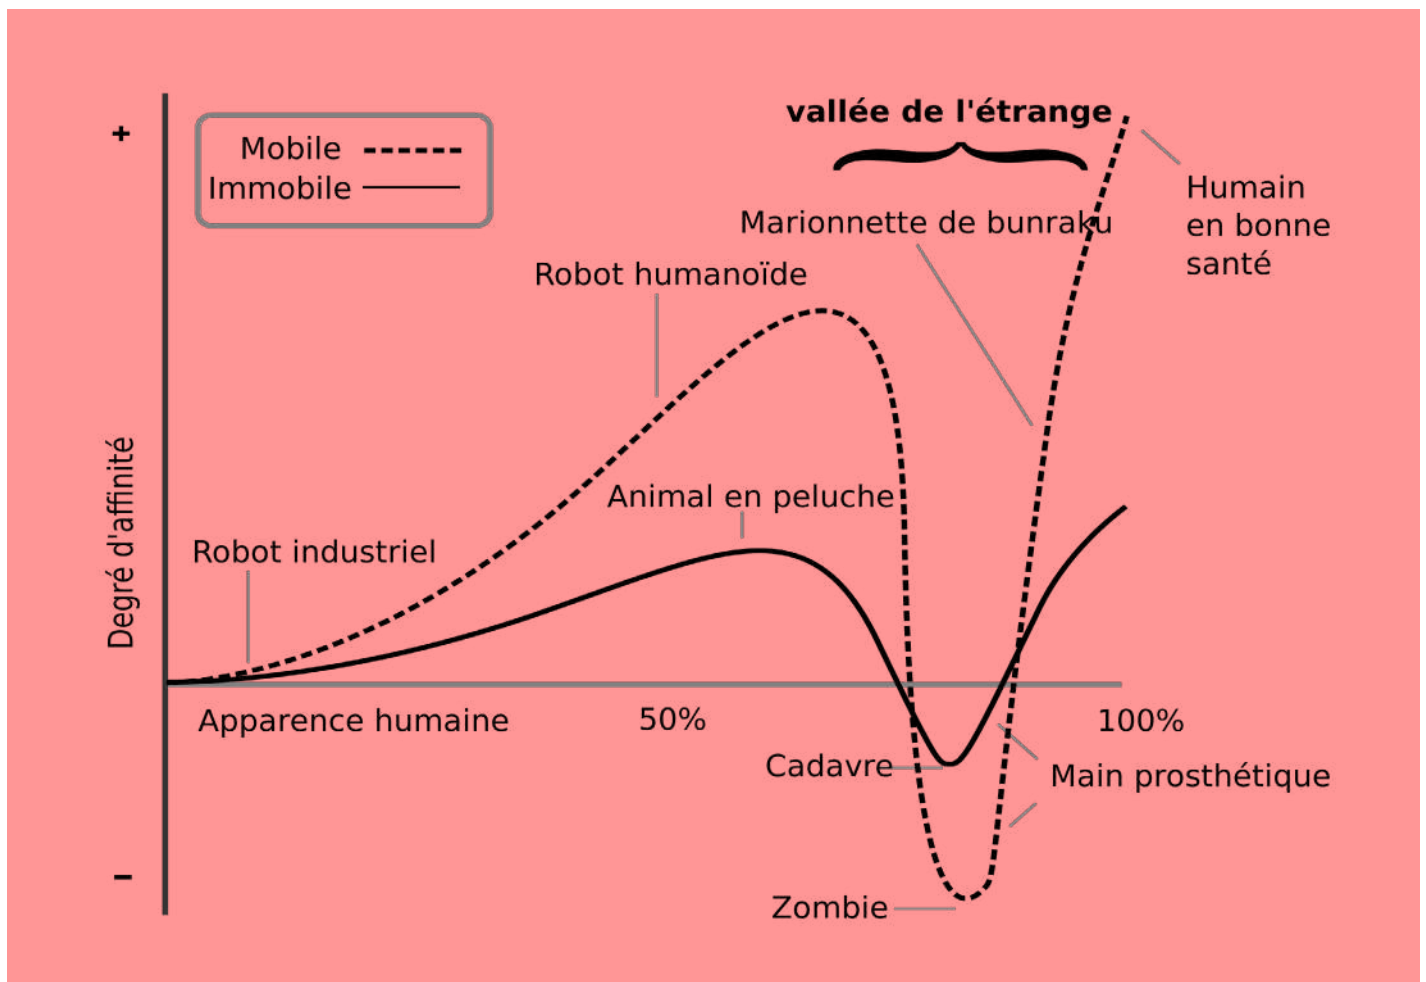 +
vallée de l'étrange
Mobile
Immobile
Humain
en bonne
santé
Marionnette de bunraku
Robot humanoïde
Animal en peluche
Robot industriel
Degré d'affinité
Apparence humaine
50%
100%
Cadavre
Main prosthétique
–
Zombie